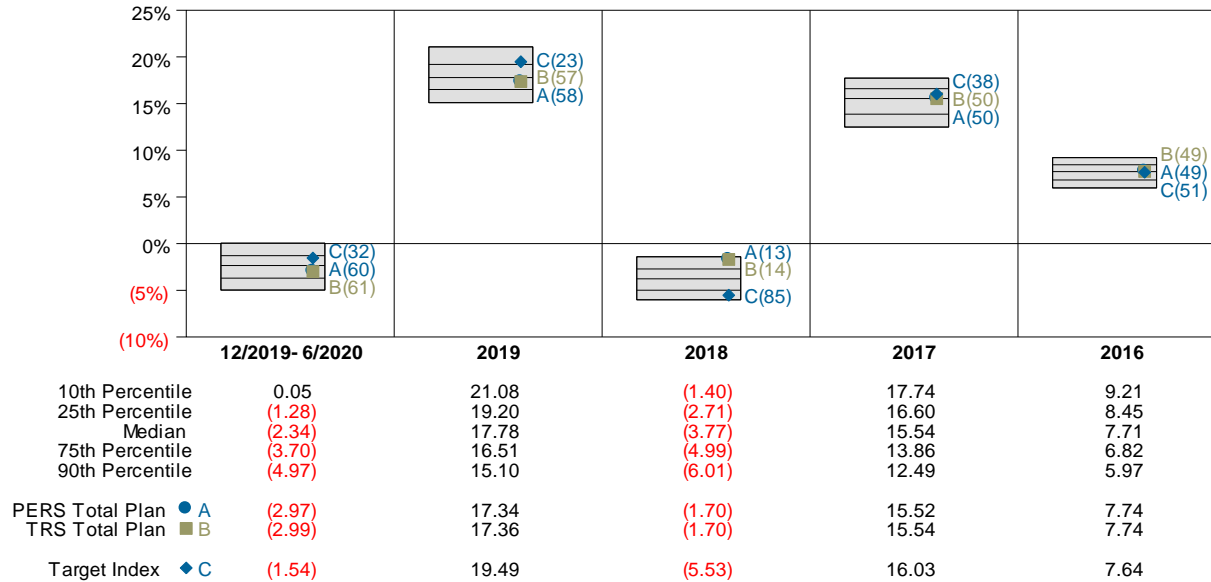 25%
20%
15%
10%
5%
0%
(5%)
(10%)
C(32)
A(60)
B(61)
C(23)
B(57)
A(58)
A(13)
B(14)
C(85)
C(38)
B(50)
A(50)
B(49)
A(49)
C(51)
12/2019- 6/2020 2019 2018 2017 2016
10th Percentile 0.05 21.08 (1.40) 17.74 9.21
25th Percentile (1.28) 19.20 (2.71) 16.60 8.45
Median (2.34) 17.78 (3.77) 15.54 7.71
75th Percentile (3.70) 16.51 (4.99) 13.86 6.82
90th Percentile (4.97) 15.10 (6.01) 12.49 5.97
PERS Total Plan A (2.97) 17.34 (1.70) 15.52 7.74
TRS Total Plan B (2.99) 17.36 (1.70) 15.54 7.74
Target Index C (1.54) 19.49 (5.53) 16.03 7.64